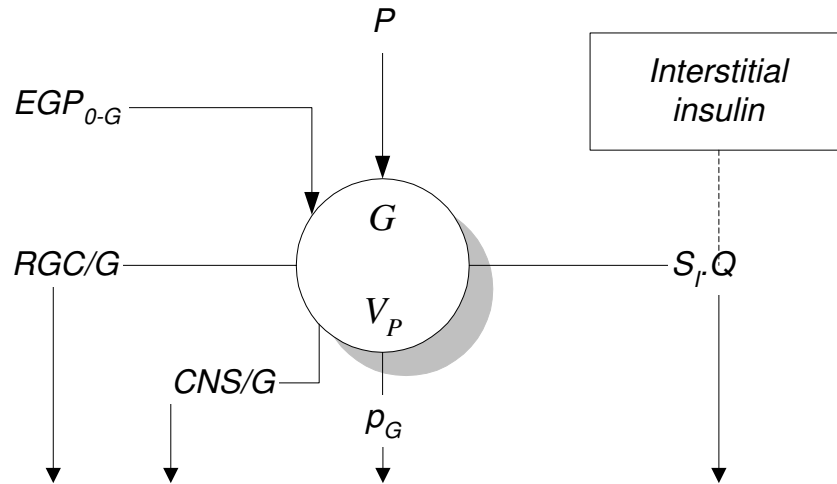 P
Interstitial
insulin
EGP0-G
G
RGC/G
SI.Q
VP
CNS/G
pG